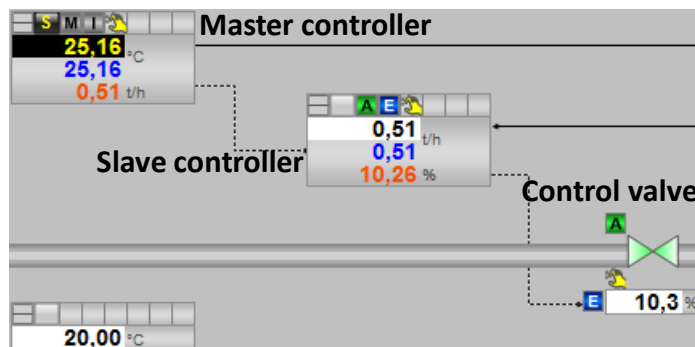 S M I
Master controller
25,16 °C
25,16
0,51 t/h
A E
0,51 t/h
0,51
10,26 %
Slave controller
Control valve
A
E 10,3 %
20,00 °C